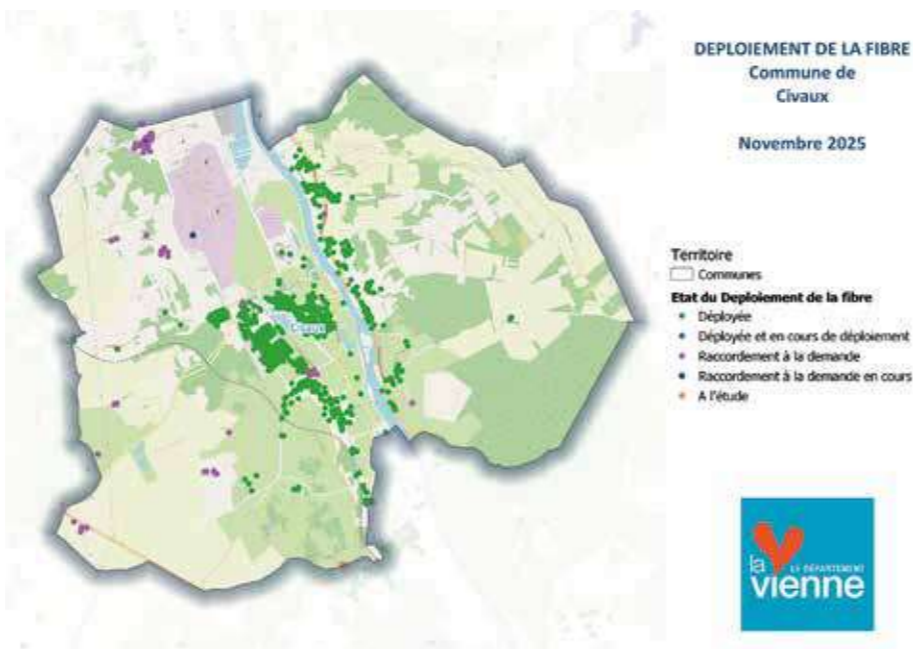 DEPLOIEMENT DE LA FIBRE
Commune de
Civaux
Novembre 2025
Territoire
Communes
Etat du Deploiement de la fibre
Déployée
Déployée et en cours de déploiement
Raccordement à la demande
Raccordement à la demande en cours
A l'étude
Civaux
la
LE DÉPARTEMENT
vienne